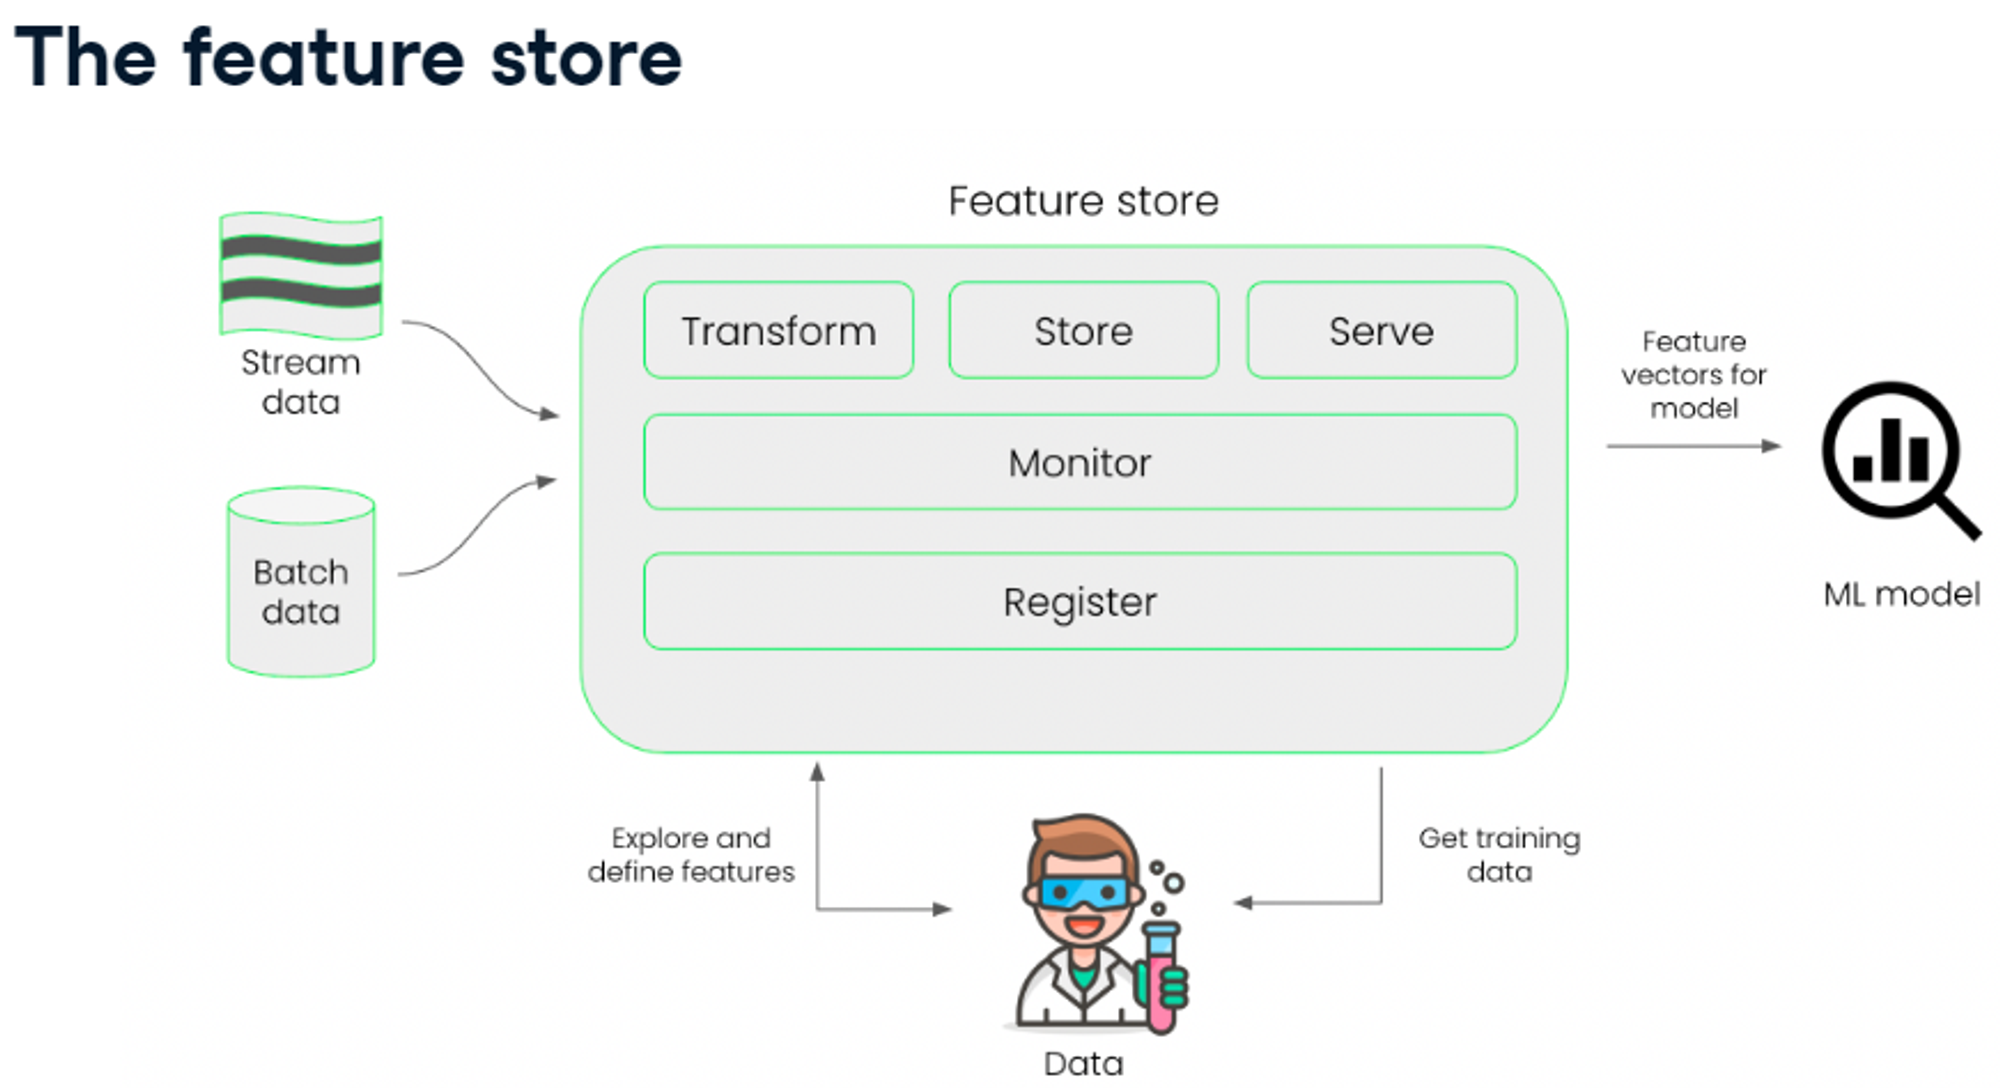 The feature store
Feature store
Stream
data
Batch
data
Transform
Store
Serve
Monitor
Register
Feature
vectors for
model
ML model
Explore and
define features
Get training
data
Data